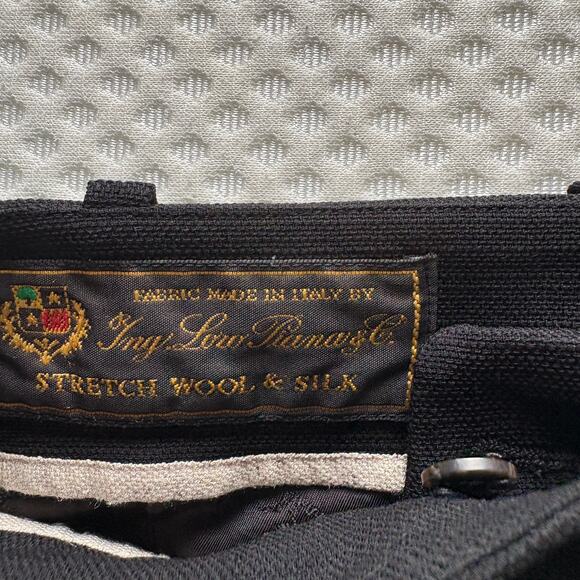 FABRIC MADE IN ITALY BY
Ing. Loro Piana & C.
STRETCH WOOL & SILK